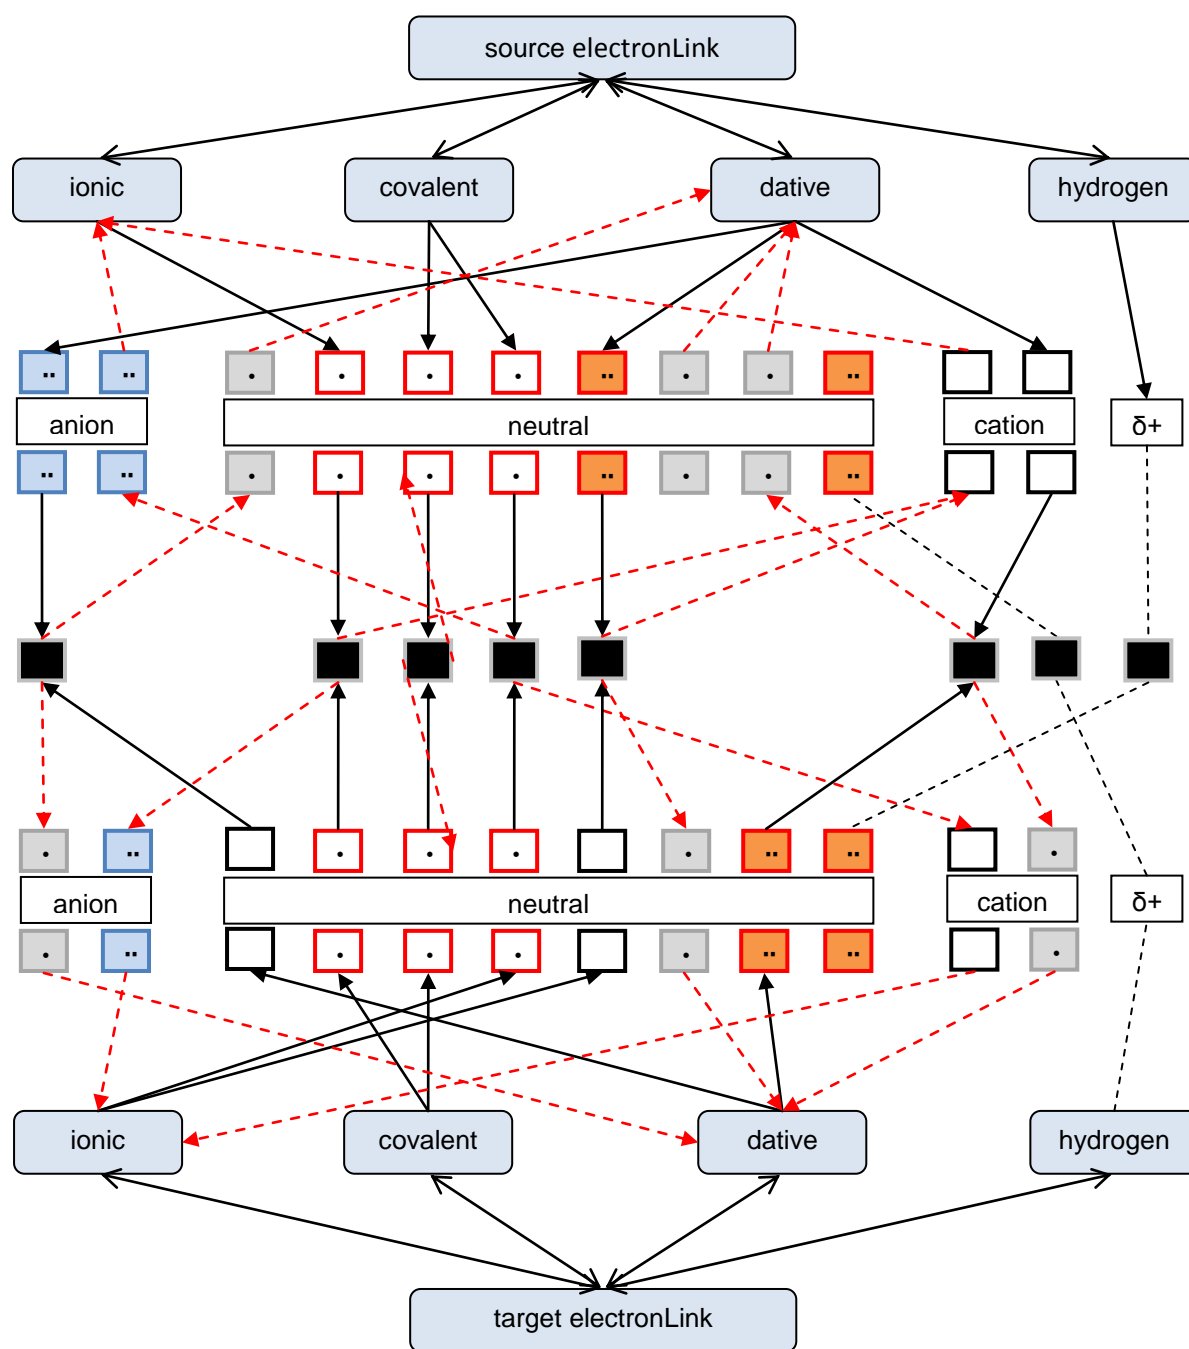 source electronLink
ionic
covalent
dative
hydrogen
.. .. . . . . .. . . ..
anion
neutral
cation
δ+
.. .. . . . . .. . . ..
. .. . . . . .. ..  .
anion
neutral
cation
δ+
. .. . . . . .. .. .
ionic
covalent
dative
hydrogen
target electronLink